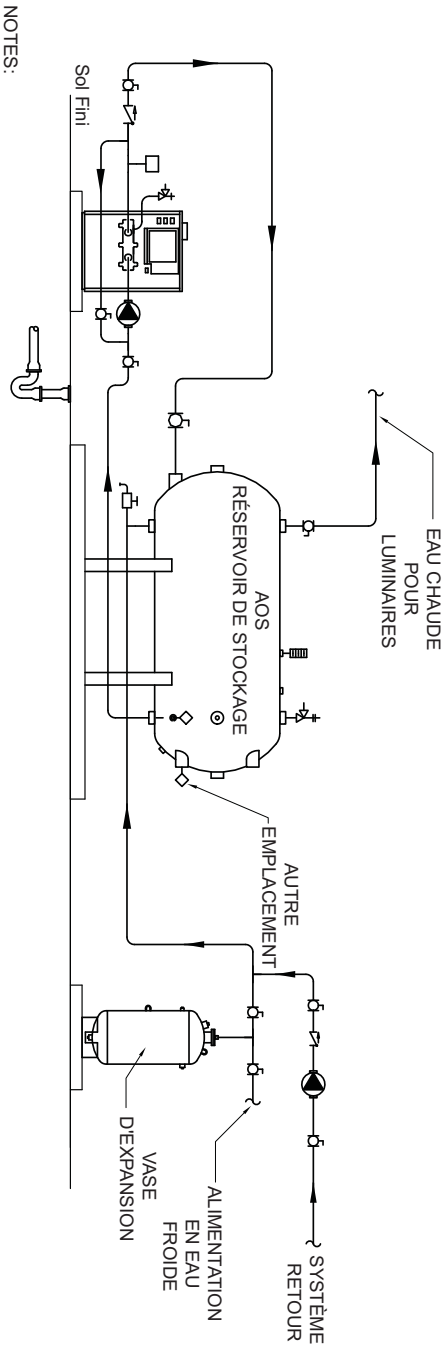 EAU CHAUDE
POUR
LUMINAIRES
AOS
RÉSERVOIR DE STOCKAGE
AUTRE
EMPLACEMENT
SYSTÈME
RETOUR
ALIMENTATION
EN EAU
FROIDE
VASE
D'EXPANSION
Sol Fini
NOTES: